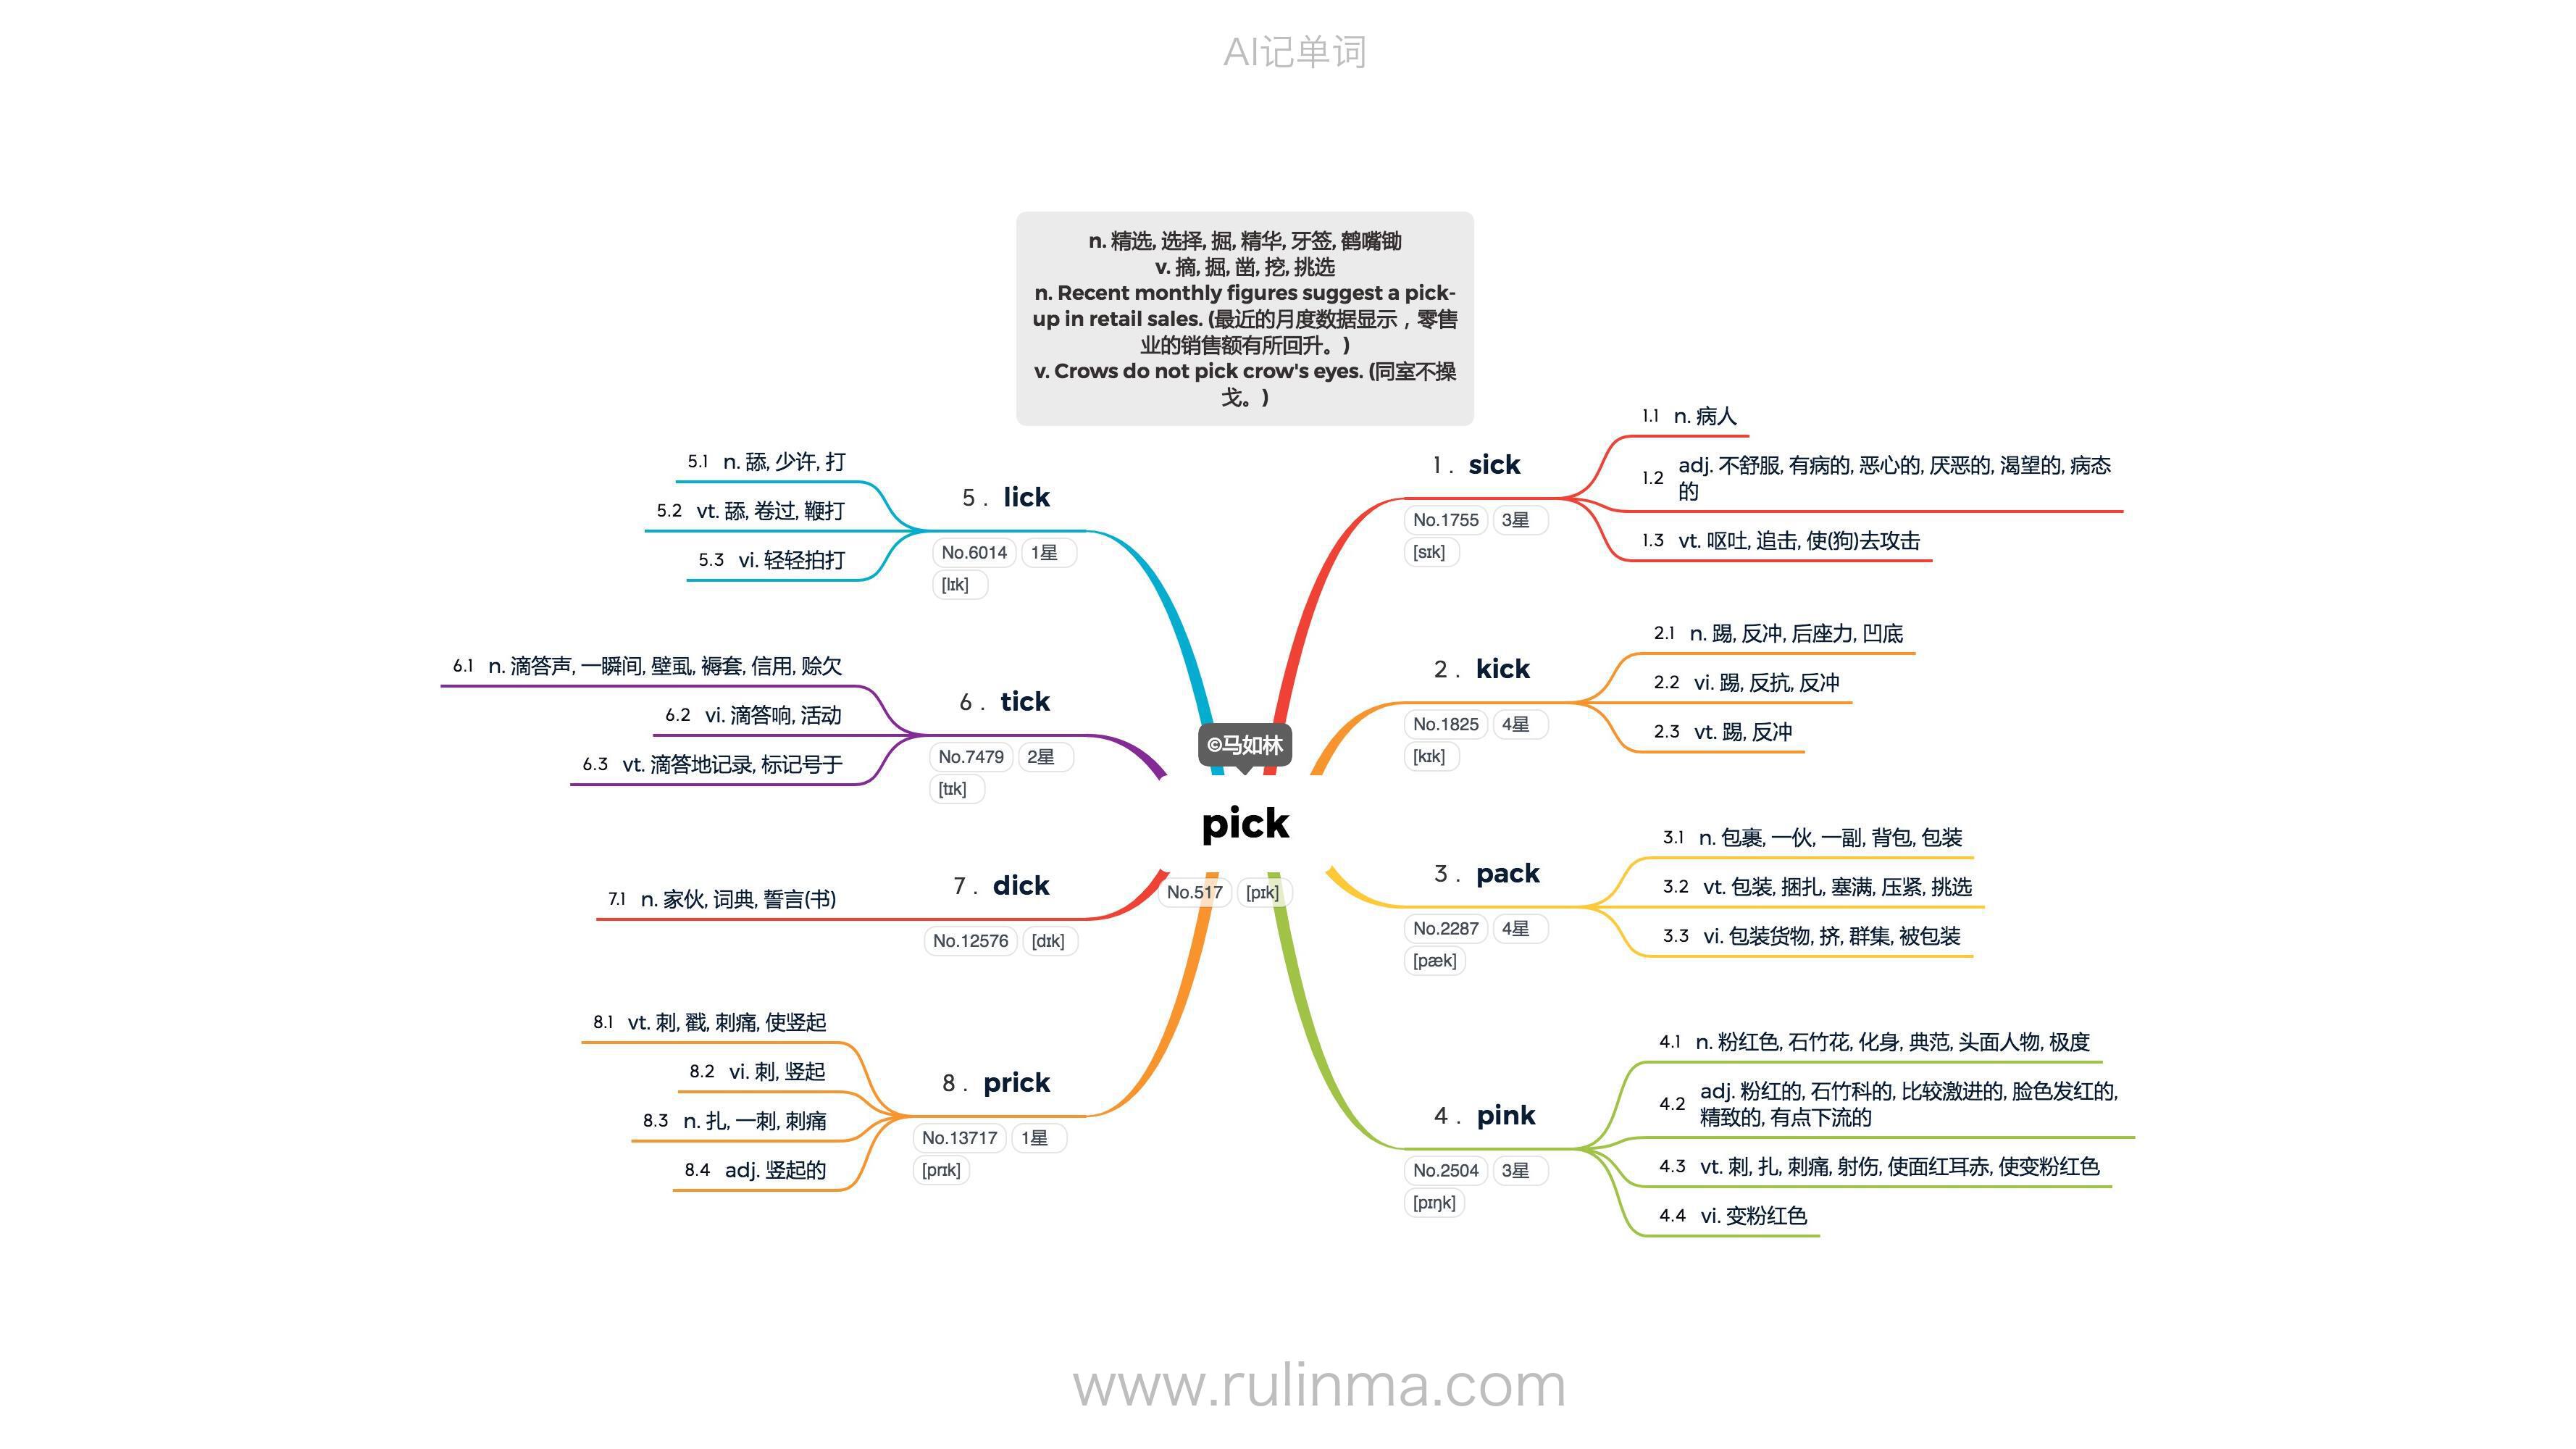 AI记单词
n. 精选, 选择, 掘, 精华, 牙签, 鹤嘴锄
v. 摘, 掘, 凿, 挖, 挑选
n. Recent monthly figures suggest a pick-
up in retail sales. (最近的月度数据显示，零售
业的销售额有所回升。)
v. Crows do not pick crow's eyes. (同室不操
戈。)
©马如林
pick
No.517 [pɪk]
1. sick
No.1755 3星
[sɪk]
1.1 n. 病人
1.2 adj. 不舒服, 有病的, 恶心的, 厌恶的, 渴望的, 病态
的
1.3 vt. 呕吐, 追击, 使(狗)去攻击
2. kick
No.1825 4星
[kɪk]
2.1 n. 踢, 反冲, 后座力, 凹底
2.2 vi. 踢, 反抗, 反冲
2.3 vt. 踢, 反冲
3. pack
No.2287 4星
[pæk]
3.1 n. 包裹, 一伙, 一副, 背包, 包装
3.2 vt. 包装, 捆扎, 塞满, 压紧, 挑选
3.3 vi. 包装货物, 挤, 群集, 被包装
4. pink
No.2504 3星
[pɪŋk]
4.1 n. 粉红色, 石竹花, 化身, 典范, 头面人物, 极度
4.2 adj. 粉红的, 石竹科的, 比较激进的, 脸色发红的,
精致的, 有点下流的
4.3 vt. 刺, 扎, 刺痛, 射伤, 使面红耳赤, 使变粉红色
4.4 vi. 变粉红色
5. lick
No.6014 1星
[lɪk]
5.1 n. 舔, 少许, 打
5.2 vt. 舔, 卷过, 鞭打
5.3 vi. 轻轻拍打
6. tick
No.7479 2星
[tɪk]
6.1 n. 滴答声, 一瞬间, 壁虱, 褥套, 信用, 赊欠
6.2 vi. 滴答响, 活动
6.3 vt. 滴答地记录, 标记号于
7. dick
No.12576 [dɪk]
7.1 n. 家伙, 词典, 誓言(书)
8. prick
No.13717 1星
[prɪk]
8.1 vt. 刺, 戳, 刺痛, 使竖起
8.2 vi. 刺, 竖起
8.3 n. 扎, 一刺, 刺痛
8.4 adj. 竖起的
www.rulinma.com